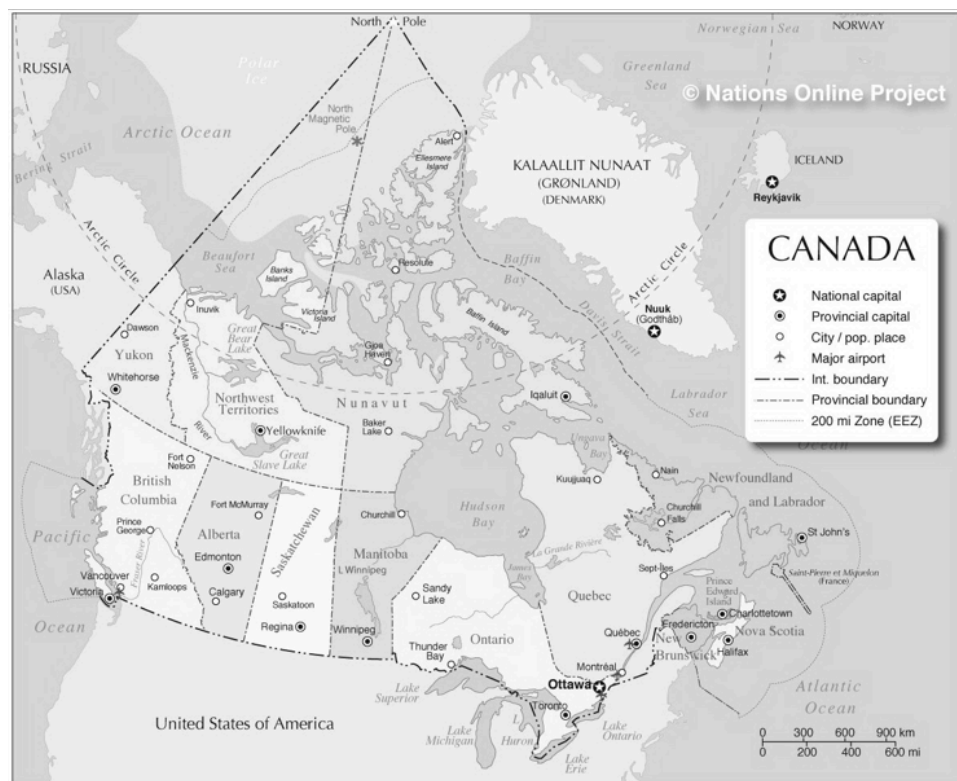 North Pole
Norwegian Sea
NORWAY
RUSSIA
Polar
Ice
Greenland
Sea
© Nations Online Project
North
Magnetic
Pole
Arctic Ocean
Bering Strait
Alert
Ellesmere
Island
KALAALLIT NUNAAT
(GRØNLAND)
(DENMARK)
ICELAND
Reykjavik
Arctic Circle
Beaufort
Sea
Banks
Island
Resolute
Baffin
Bay
Arctic Circle
Alaska
(USA)
Victoria
Island
Baffin Island
Davis Strait
Nuuk
(Godthåb)
Inuvik
Dawson
Great
Bear Lake
Gjoa
Haven
Yukon
Mackenzie
River
Whitehorse
Northwest
Territories
Nunavut
Iqaluit
Labrador
Sea
Yellowknife
Baker
Lake
Great
Slave Lake
Ungava
Bay
Fort
Nelson
British
Columbia
Fort McMurray
Kuujjuaq
Nain
Newfoundland
and Labrador
Churchill
Falls
Hudson
Bay
Churchill
Pacific
Ocean
Prince
George
Alberta
Saskatchewan
Edmonton
Manitoba
L Winnipeg
La Grande Rivière
James
Bay
St John's
Saint-Pierre et Miquelon
(France)
Sept-Îles
Fraser River
Vancouver
Victoria
Kamloops
Calgary
Saskatoon
Sandy
Lake
Quebec
Prince
Edward
Island
Charlottetown
Regina
Winnipeg
Ontario
Québec
Fredericton
New
Brunswick
Nova Scotia
Halifax
Thunder
Bay
Montréal
Ottawa
Lake
Superior
Toronto
Atlantic
Ocean
United States of America
Lake
Michigan
L
Huron
Lake
Ontario
Lake
Erie
CANADA
National capital
Provincial capital
City / pop. place
Major airport
Int. boundary
Provincial boundary
200 mi Zone (EEZ)
0 300 600 900 km
0 300 600 mi